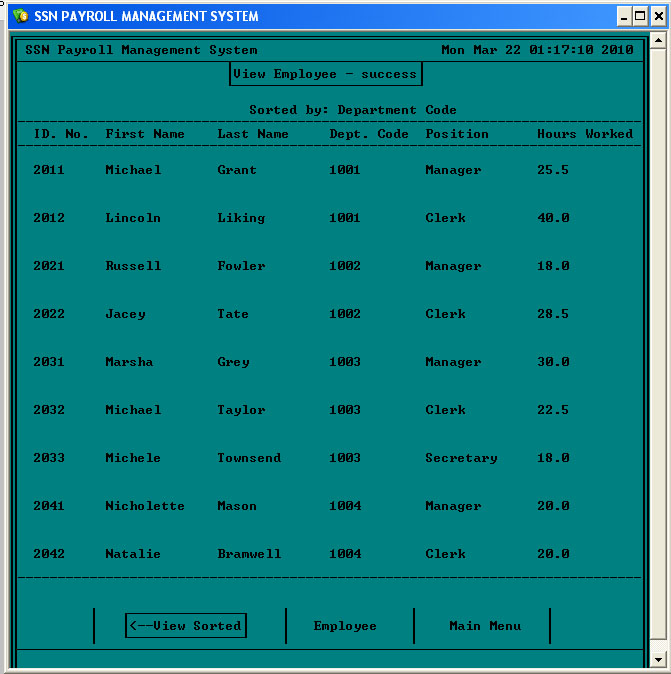 SSN PAYROLL MANAGEMENT SYSTEM
SSN Payroll Management System Mon Mar 22 01:17:10 2010
View Employee - success
Sorted by: Department Code
ID. No. First Name Last Name Dept. Code Position Hours Worked
2011 Michael Grant 1001 Manager 25.5
2012 Lincoln Liking 1001 Clerk 40.0
2021 Russell Fowler 1002 Manager 18.0
2022 Jacey Tate 1002 Clerk 28.5
2031 Marsha Grey 1003 Manager 30.0
2032 Michael Taylor 1003 Clerk 22.5
2033 Michele Townsend 1003 Secretary 18.0
2041 Nicholette Mason 1004 Manager 20.0
2042 Natalie Bramwell 1004 Clerk 20.0
<--View Sorted Employee Main Menu